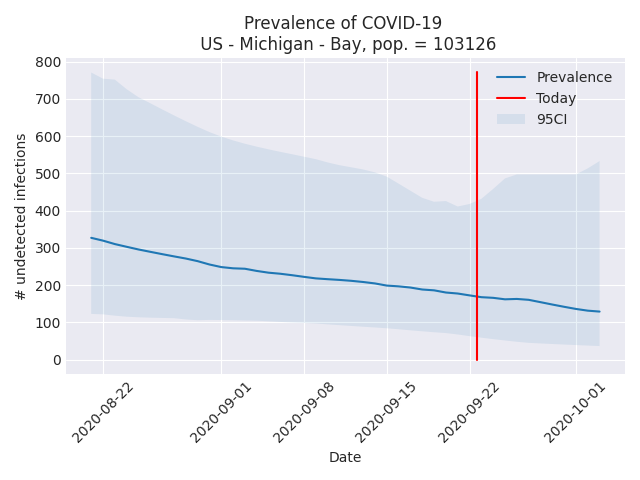 Prevalence of COVID-19
US - Michigan - Bay, pop. = 103126
800
700
600
500
400
300
200
100
0
# undetected infections
Prevalence
Today
95CI
2020-08-22
2020-09-01
2020-09-08
2020-09-15
2020-09-22
2020-10-01
Date